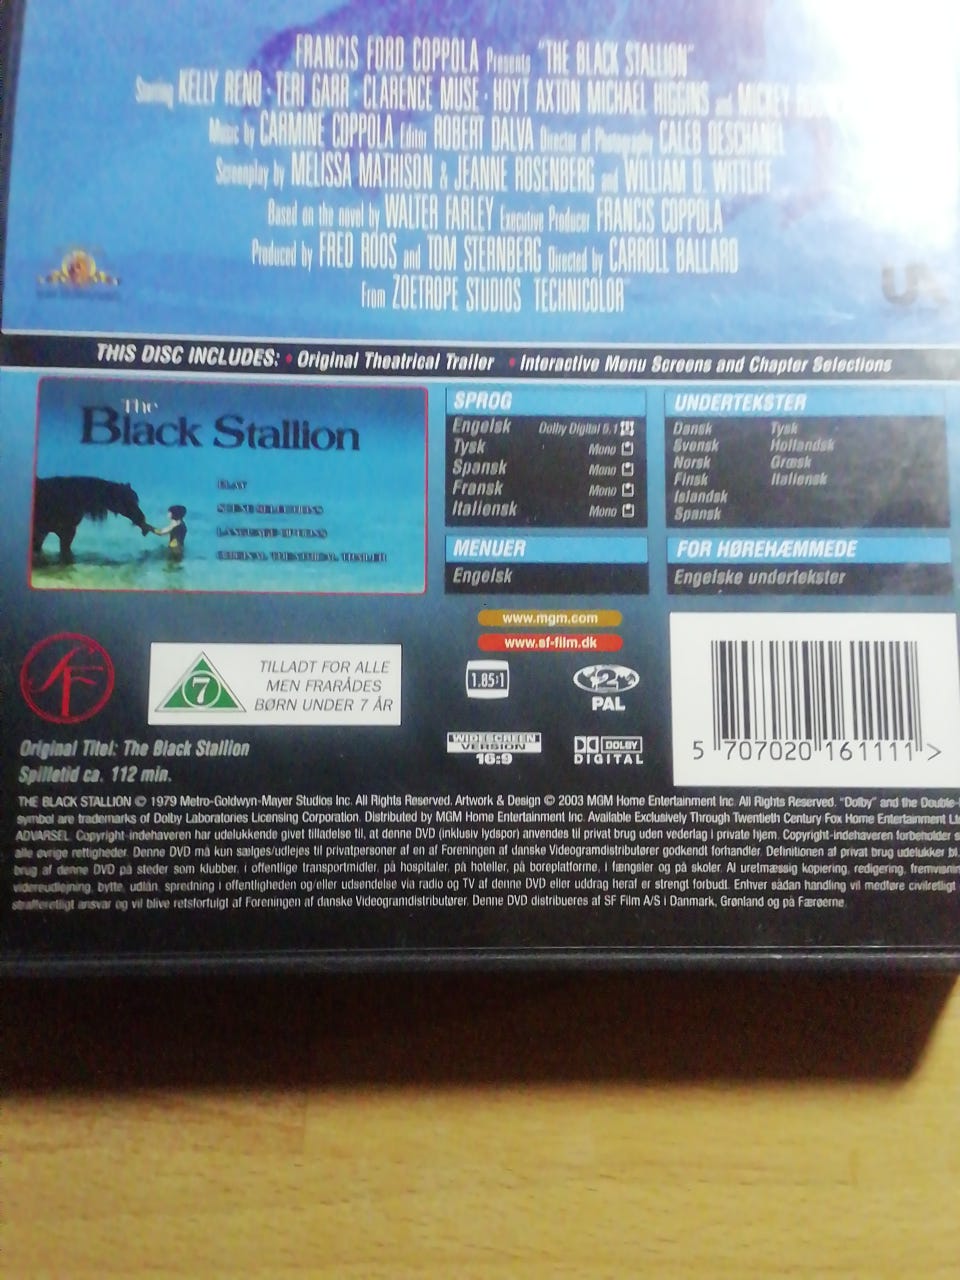 FRANCIS FORD COPPOLA Presents "THE BLACK STALLION"
Starring KELLY RENO · TERI GARR · CLARENCE MUSE · HOYT AXTON MICHAEL HIGGINS and MICKEY
Music by CARMINE COPPOLA Editor ROBERT DALVA Director of Photography CALEB DESCHANEL
Screenplay by MELISSA MATHISON & JEANNE ROSENBERG and WILLIAM D. WITTLIFF
Based on the novel by WALTER FARLEY Executive Producer FRANCIS COPPOLA
Produced by FRED ROOS and TOM STERNBERG Directed by CARROLL BALLARD
From ZOETROPE STUDIOS TECHNICOLOR
THIS DISC INCLUDES: • Original Theatrical Trailer • Interactive Menu Screens and Chapter Selections
The
Black Stallion
PLAY
SCENE SELECTIONS
LANGUAGE OPTIONS
ORIGINAL THEATRICAL TRAILER
SPROG
Engelsk Dolby Digital 5.1
Tysk Mono
Spansk Mono
Fransk Mono
Italiensk Mono
MENUER
Engelsk
UNDERTEKSTER
Dansk Tysk
Svensk Hollandsk
Norsk Græsk
Finsk Italiensk
Islandsk
Spansk
FOR HØREHÆMMEDE
Engelske undertekster
www.mgm.com
www.sf-film.dk
SF
7
TILLADT FOR ALLE
MEN FRARÅDES
BØRN UNDER 7 ÅR
1.85:1
2
PAL
WIDESCREEN
VERSION
16:9
DOLBY
DIGITAL
5 707020 161111 >
Original Titel: The Black Stallion
Spilletid ca. 112 min.
THE BLACK STALLION © 1979 Metro-Goldwyn-Mayer Studios Inc. All Rights Reserved. Artwork & Design © 2003 MGM Home Entertainment Inc. All Rights Reserved. "Dolby" and the Double-
symbol are trademarks of Dolby Laboratories Licensing Corporation. Distributed by MGM Home Entertainment Inc. Available Exclusively Through Twentieth Century Fox Home Entertainment
ADVARSEL. Copyright-indehaveren har udelukkende givet tilladelse til, at denne DVD (inklusiv lydspor) anvendes til privat brug uden vederlag i private hjem. Copyright-indehaveren forbeholder
alle øvrige rettigheder. Denne DVD må kun sælges/udlejes til privatpersoner af en af Foreningen af danske Videogramdistributører godkendt forhandler. Definitionen af privat brug udelukker bl.
brug af denne DVD på steder som klubber, i offentlige transportmidler, på hospitaler, på hoteller, på boreplatforme, i fængsler og på skoler. Al uretmæssig kopiering, redigering, fremvisnin
videreudlejning, bytte, udlån, spredning i offentligheden og/eller udsendelse via radio og TV af denne DVD eller uddrag heraf er strengt forbudt. Enhver sådan handling vil medføre civilretligt
strafferetligt ansvar og vil blive retsforfulgt af Foreningen af danske Videogramdistributører. Denne DVD distribueres af SF Film A/S i Danmark, Grønland og på Færøerne.